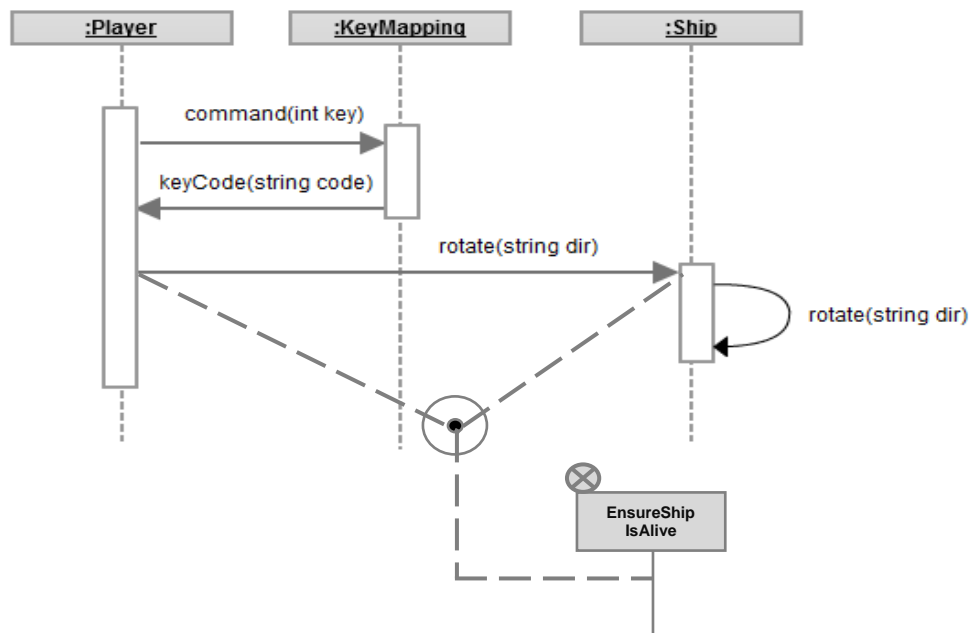 :Player
:KeyMapping
:Ship
command(int key)
keyCode(string code)
rotate(string dir)
rotate(string dir)
EnsureShip
IsAlive